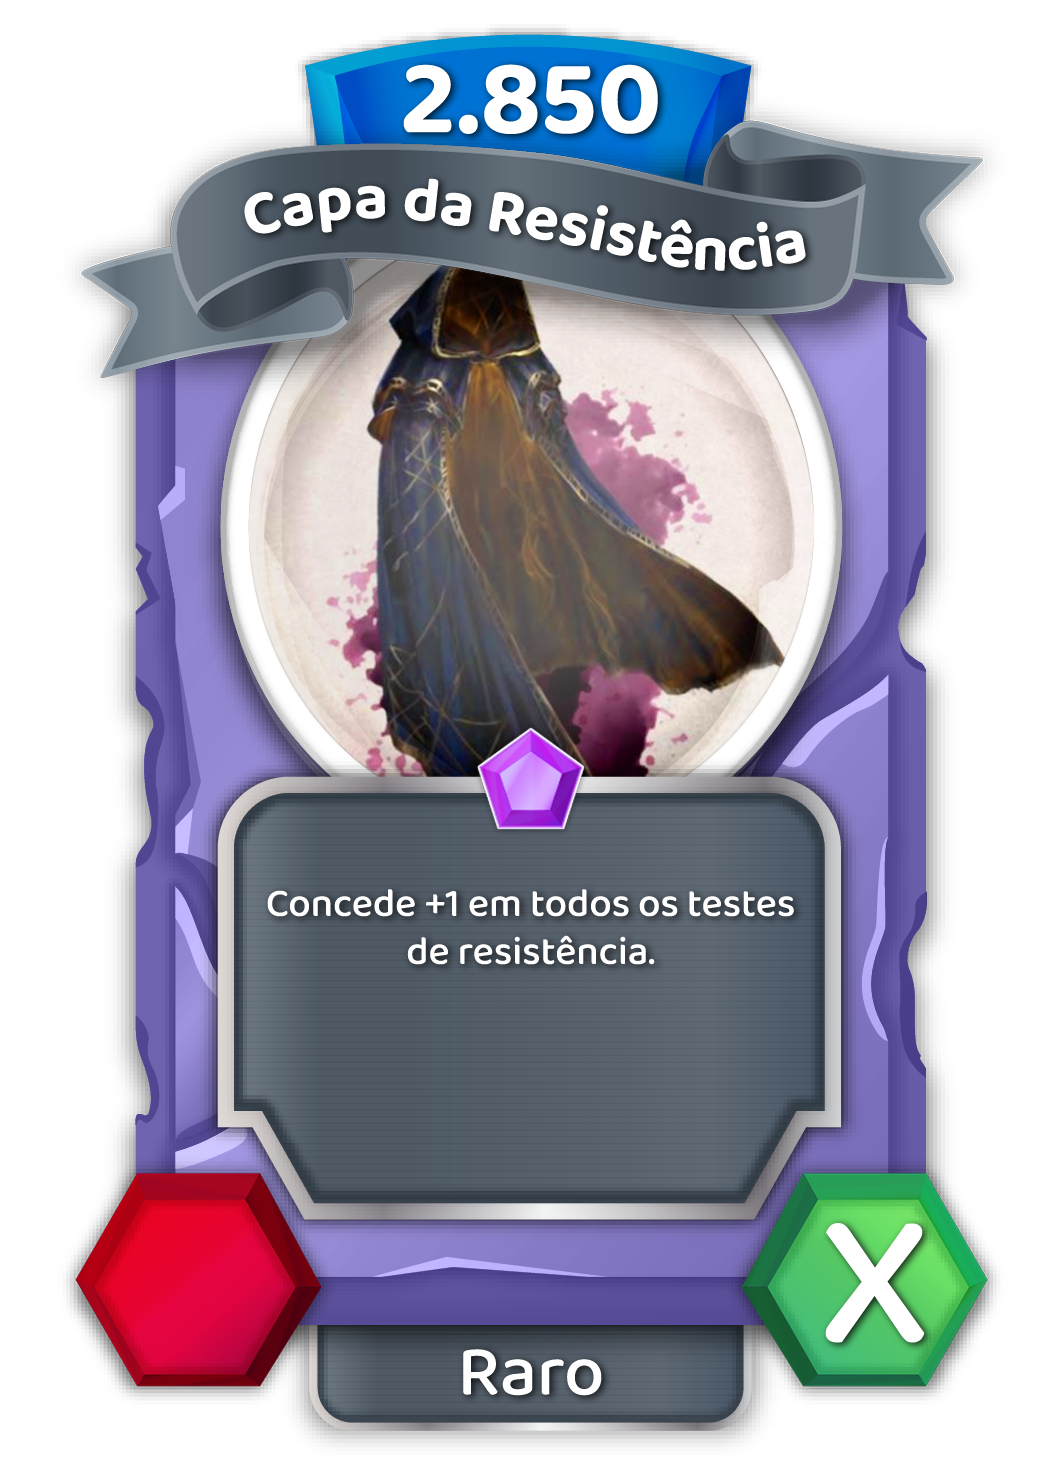 2.850
Capa da Resistência
Concede +1 em todos os testes
de resistência.
X
Raro